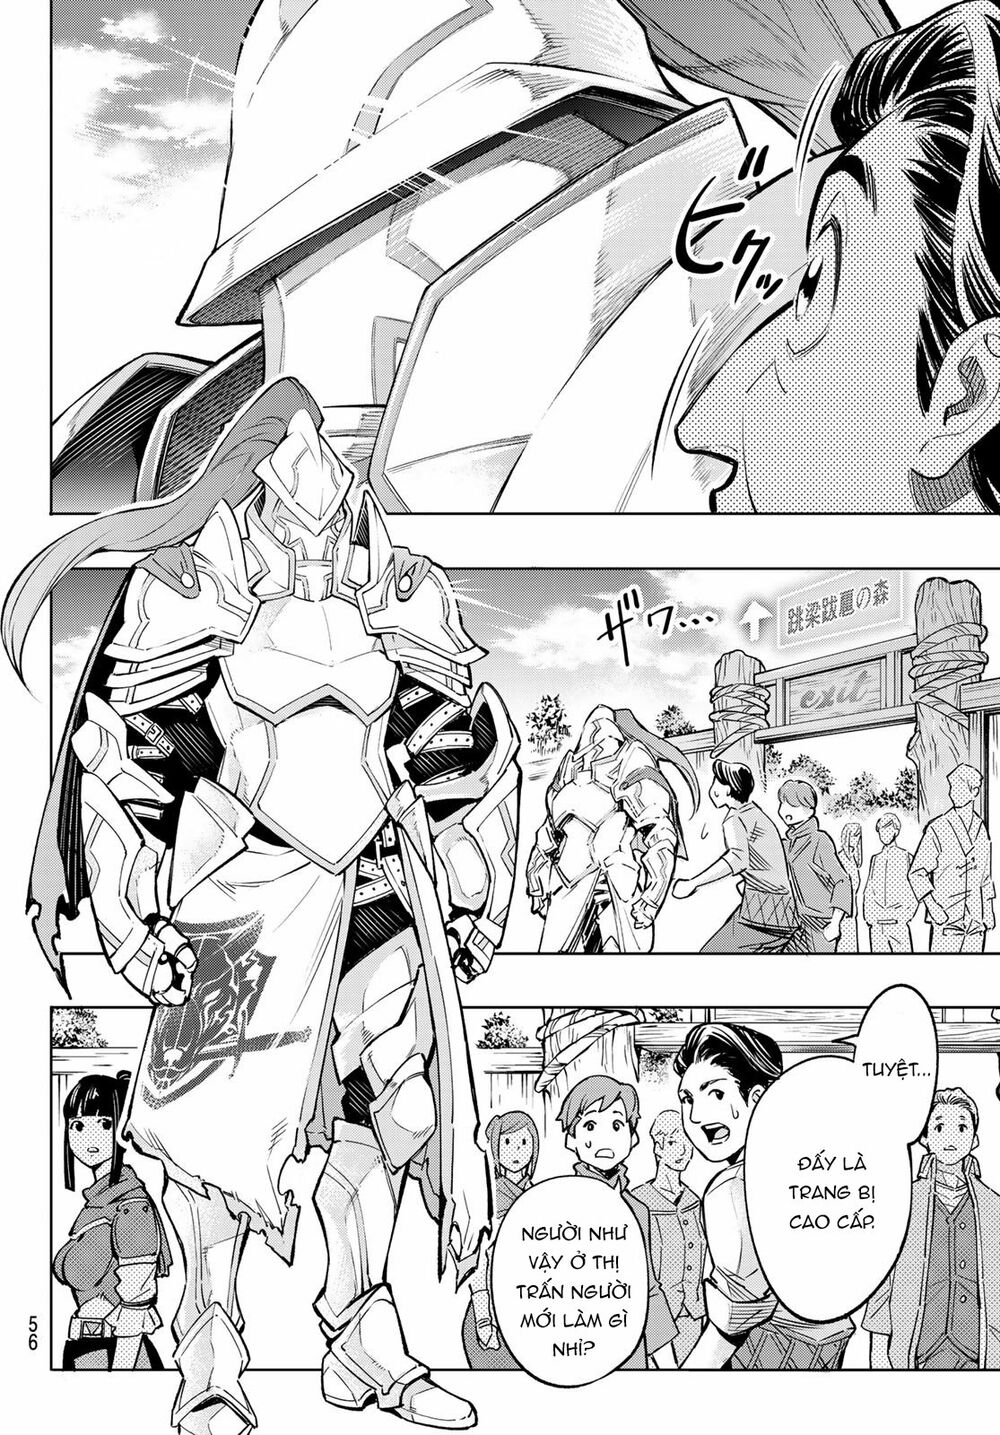 ビクッ
ザワ...
跳梁跋扈の森
exit
TUYỆT...
ĐẤY LÀ
TRANG BỊ
CAO CẤP.
NGƯỜI NHƯ
VẬY Ở THỊ
TRẤN NGƯỜI
MỚI LÀM GÌ
NHỈ?
56